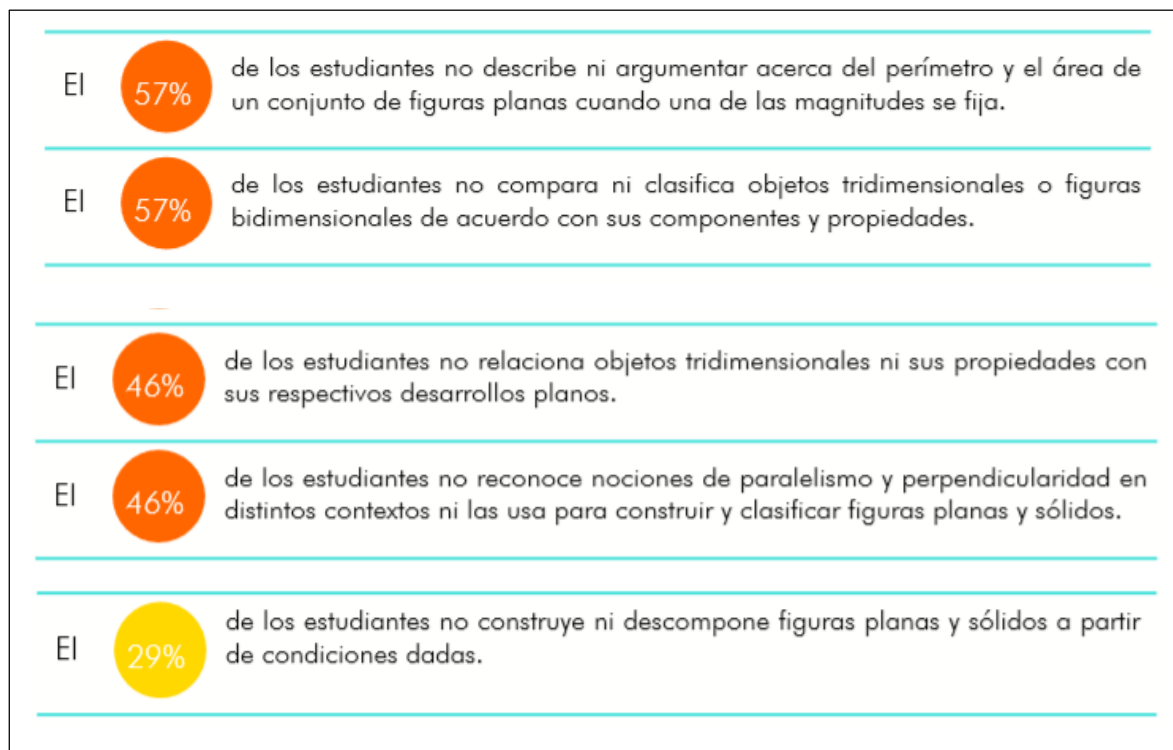 El 57% de los estudiantes no describe ni argumentar acerca del perímetro y el área de
un conjunto de figuras planas cuando una de las magnitudes se fija.
El 57% de los estudiantes no compara ni clasifica objetos tridimensionales o figuras
bidimensionales de acuerdo con sus componentes y propiedades.
El 46% de los estudiantes no relaciona objetos tridimensionales ni sus propiedades con
sus respectivos desarrollos planos.
El 46% de los estudiantes no reconoce nociones de paralelismo y perpendicularidad en
distintos contextos ni las usa para construir y clasificar figuras planas y sólidos.
El 29% de los estudiantes no construye ni descompone figuras planas y sólidos a partir
de condiciones dadas.